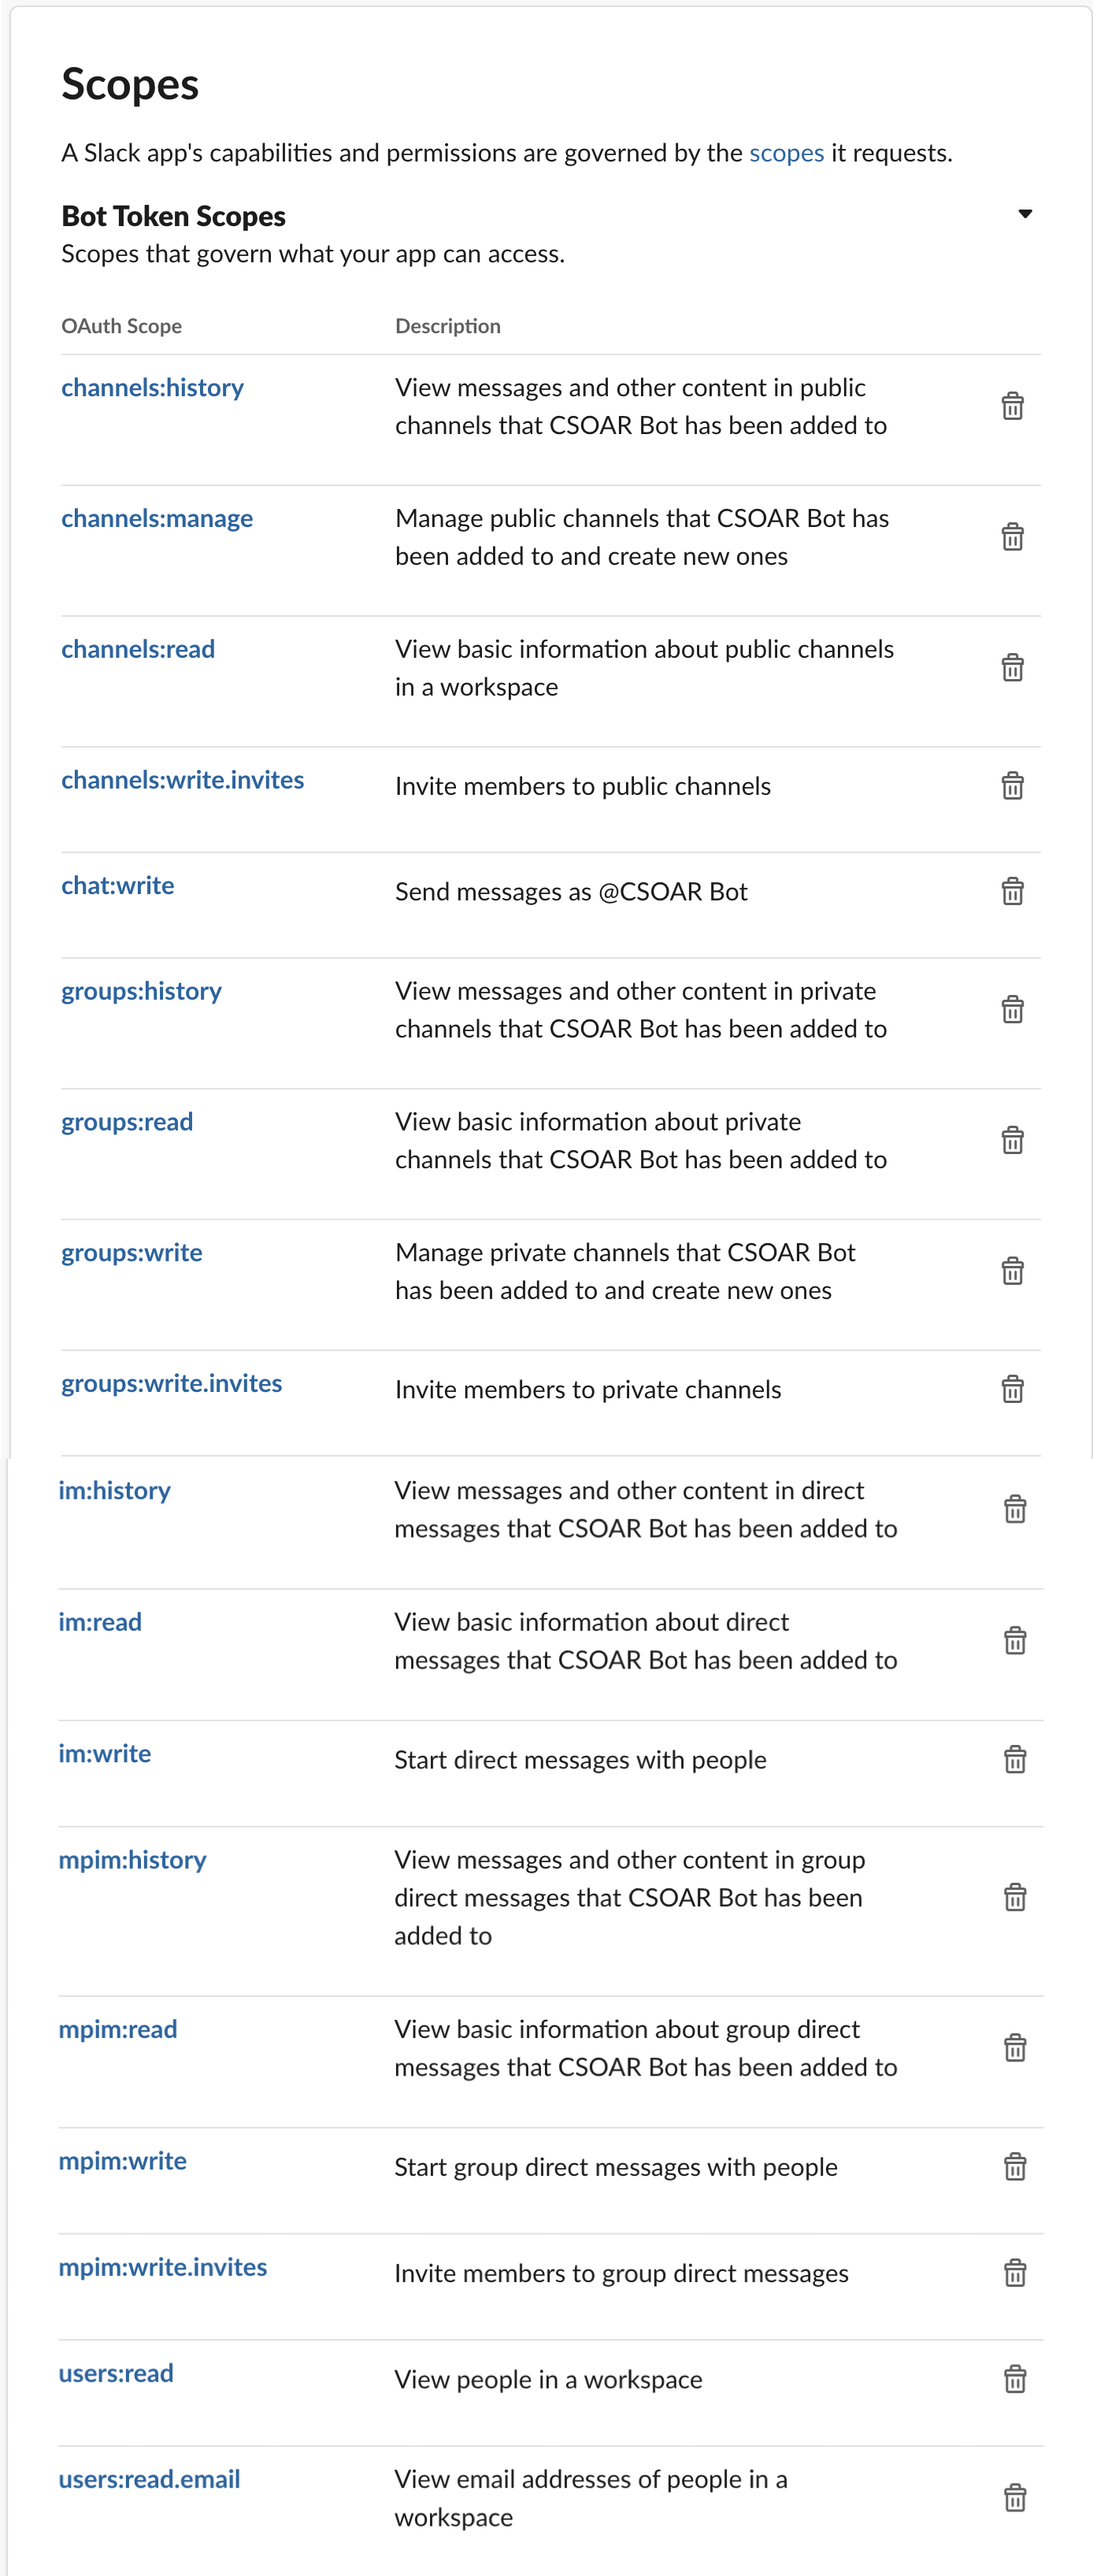 Scopes
A Slack app's capabilities and permissions are governed by the scopes it requests.
Bot Token Scopes
Scopes that govern what your app can access.
OAuth Scope Description
channels:history View messages and other content in public
channels that CSOAR Bot has been added to
channels:manage Manage public channels that CSOAR Bot has
been added to and create new ones
channels:read View basic information about public channels
in a workspace
channels:write.invites Invite members to public channels
chat:write Send messages as @CSOAR Bot
groups:history View messages and other content in private
channels that CSOAR Bot has been added to
groups:read View basic information about private
channels that CSOAR Bot has been added to
groups:write Manage private channels that CSOAR Bot
has been added to and create new ones
groups:write.invites Invite members to private channels
im:history View messages and other content in direct
messages that CSOAR Bot has been added to
im:read View basic information about direct
messages that CSOAR Bot has been added to
im:write Start direct messages with people
mpim:history View messages and other content in group
direct messages that CSOAR Bot has been
added to
mpim:read View basic information about group direct
messages that CSOAR Bot has been added to
mpim:write Start group direct messages with people
mpim:write.invites Invite members to group direct messages
users:read View people in a workspace
users:read.email View email addresses of people in a
workspace